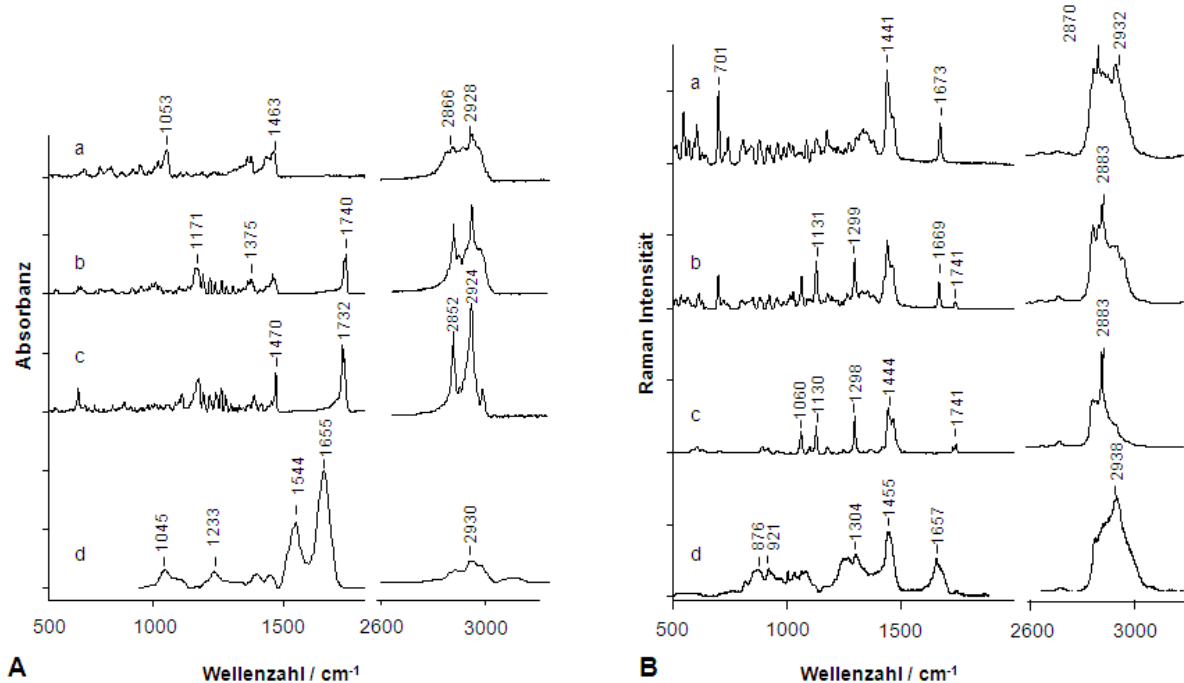 Absorbanz
a
1053
1463
2866
2928
b
1171
1375
1740
c
1470
1732
2852
2924
d
1045
1233
1544
1655
2930
500 1000 1500 2600 3000
A
Wellenzahl / cm-1
Raman Intensität
a
701
1441
1673
2870
2932
b
1131
1299
1669
1741
2883
c
1060
1130
1298
1444
1741
2883
d
876
921
1304
1455
1657
2938
500 1000 1500 2600 3000
B
Wellenzahl / cm-1